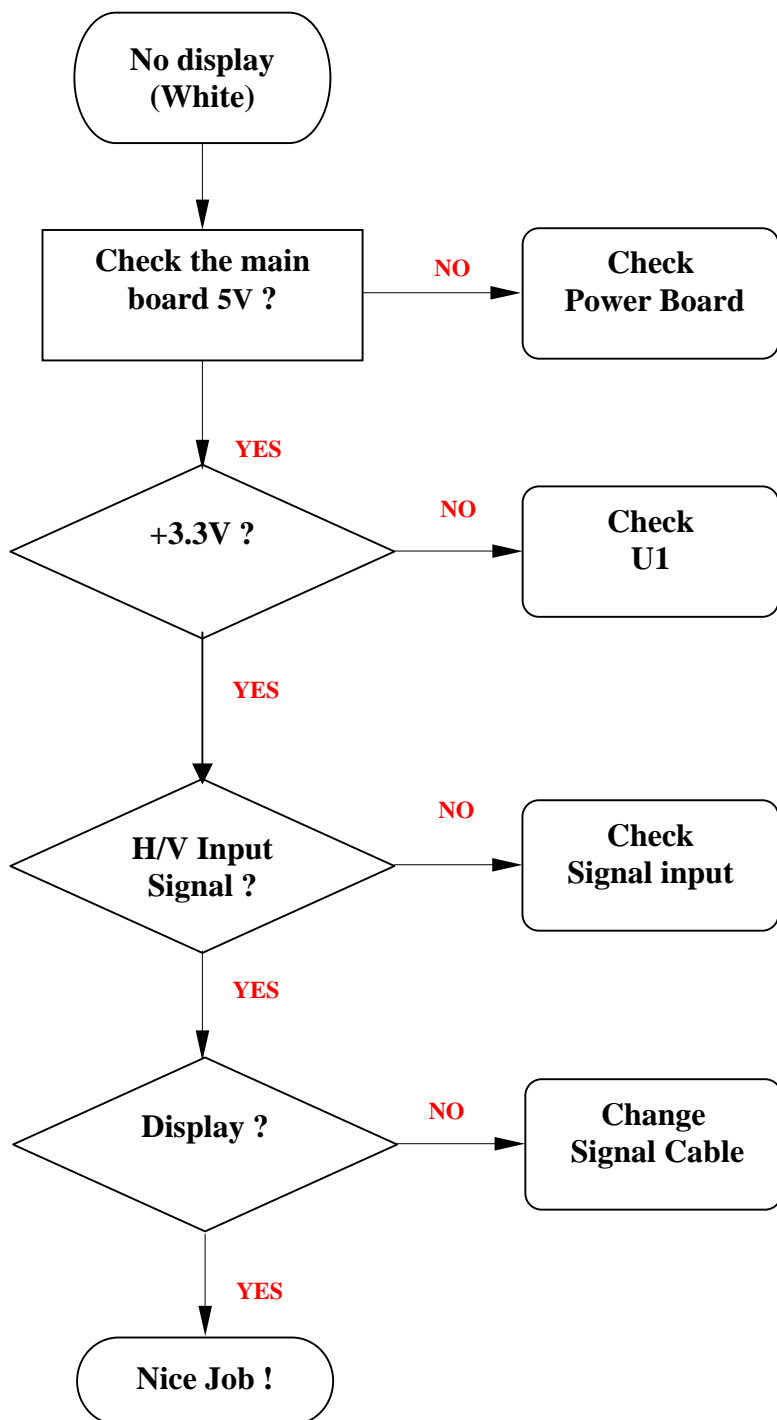 No display
(White)
Check the main
board 5V ?
NO
Check
Power Board
YES
+3.3V ?
NO
Check
U1
YES
H/V Input
Signal ?
NO
Check
Signal input
YES
Display ?
NO
Change
Signal Cable
YES
Nice Job !